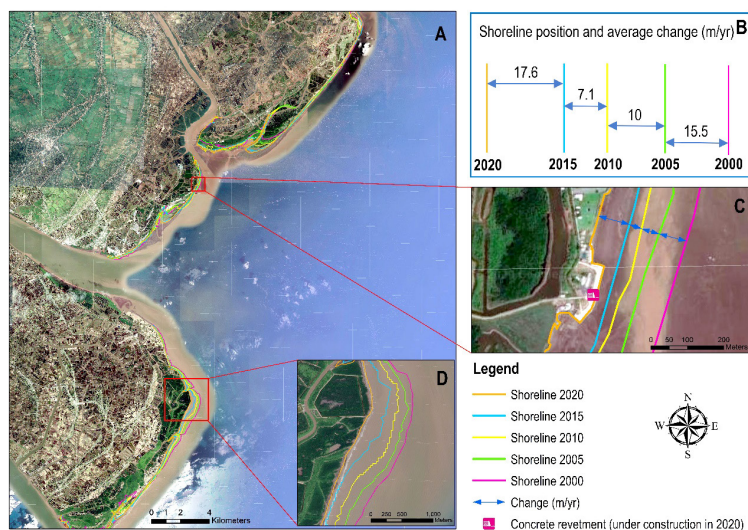 A
B
Shoreline position and average change (m/yr)
17.6
7.1
10
15.5
2020
2015
2010
2005
2000
C
0 50 100 200
Meters
D
0 250 500 1,000
Meters
0 1 2 4
Kilometers
Legend
Shoreline 2020
Shoreline 2015
Shoreline 2010
Shoreline 2005
Shoreline 2000
Change (m/yr)
Concrete revetment (under construction in 2020)
N
W E
S